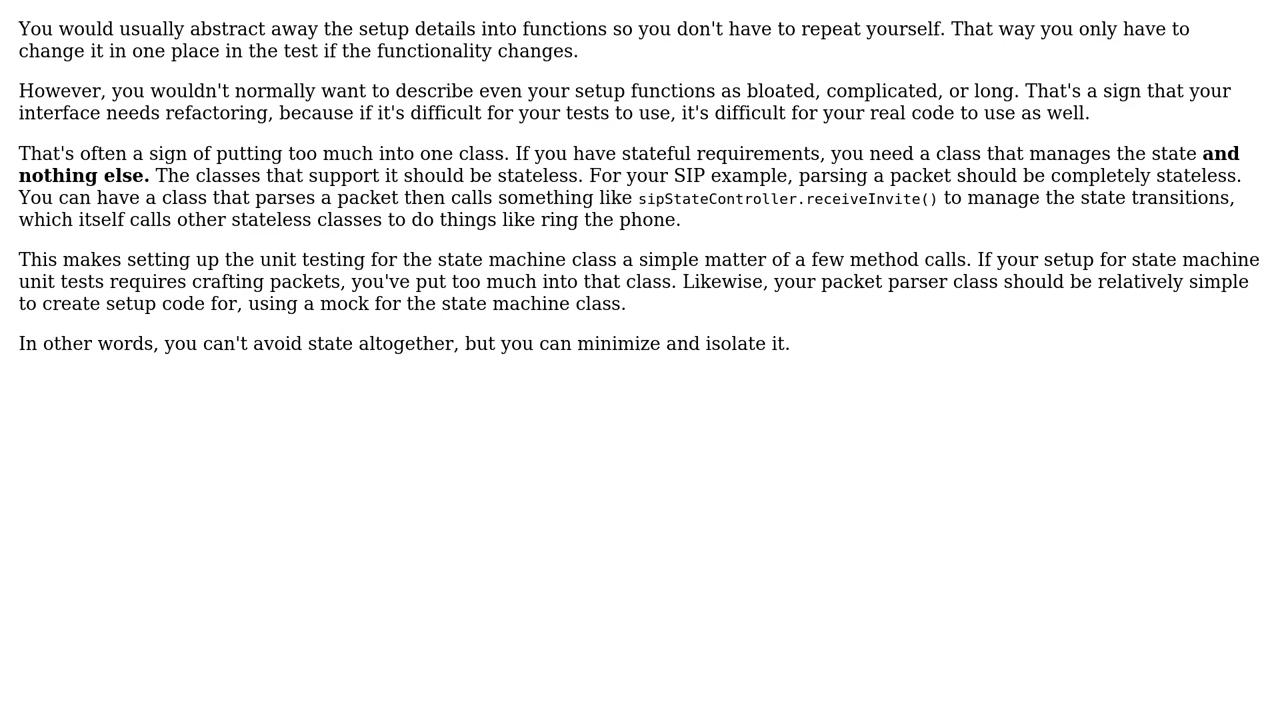 You would usually abstract away the setup details into functions so you don't have to repeat yourself. That way you only have to
change it in one place in the test if the functionality changes.
However, you wouldn't normally want to describe even your setup functions as bloated, complicated, or long. That's a sign that your
interface needs refactoring, because if it's difficult for your tests to use, it's difficult for your real code to use as well.
That's often a sign of putting too much into one class. If you have stateful requirements, you need a class that manages the state and
nothing else. The classes that support it should be stateless. For your SIP example, parsing a packet should be completely stateless.
You can have a class that parses a packet then calls something like sipStateController.receiveInvite() to manage the state transitions,
which itself calls other stateless classes to do things like ring the phone.
This makes setting up the unit testing for the state machine class a simple matter of a few method calls. If your setup for state machine
unit tests requires crafting packets, you've put too much into that class. Likewise, your packet parser class should be relatively simple
to create setup code for, using a mock for the state machine class.
In other words, you can't avoid state altogether, but you can minimize and isolate it.